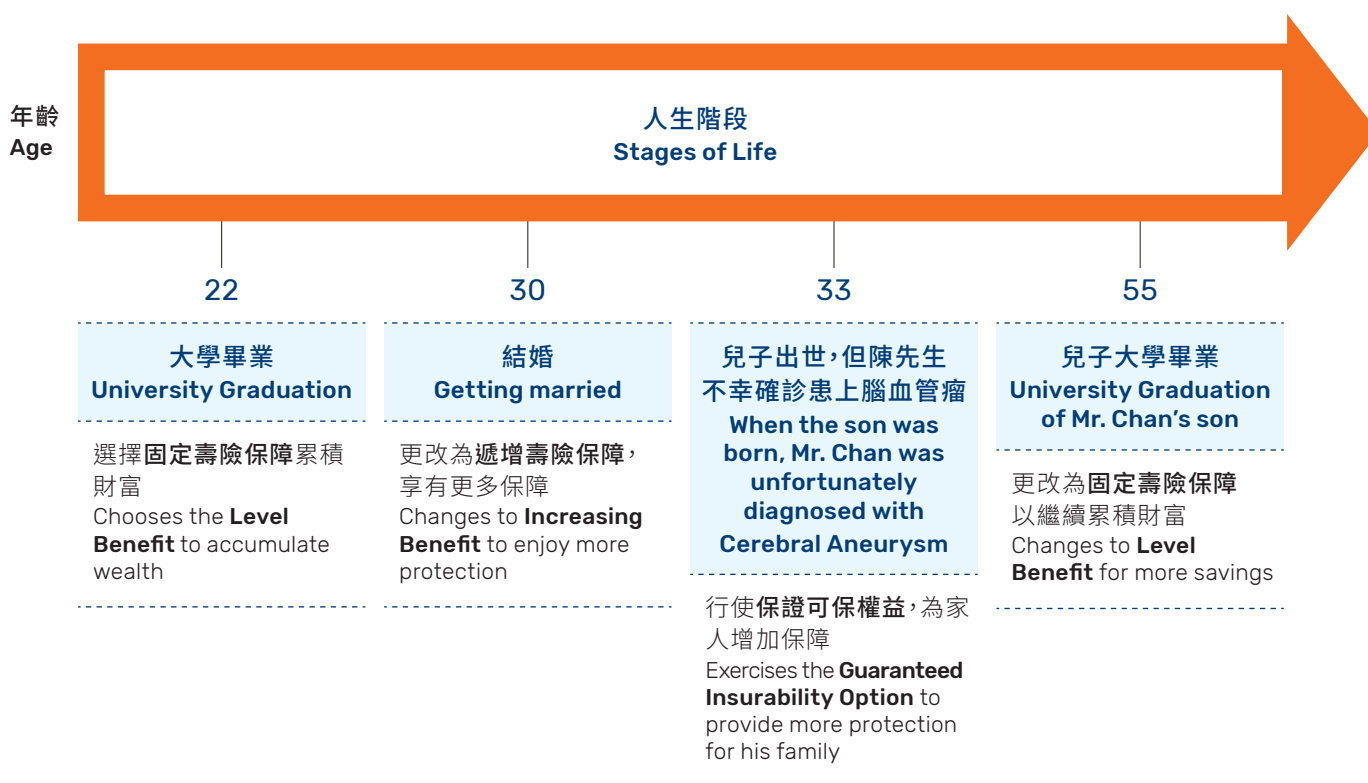 年齡
Age
人生階段
Stages of Life
22
大學畢業
University Graduation
選擇固定壽險保障累積
財富
Chooses the Level
Benefit to accumulate
wealth
30
結婚
Getting married
更改為遞增壽險保障，
享有更多保障
Changes to Increasing
Benefit to enjoy more
protection
33
兒子出世，但陳先生
不幸確診患上腦血管瘤
When the son was
born, Mr. Chan was
unfortunately
diagnosed with
Cerebral Aneurysm
行使保證可保權益，為家
人增加保障
Exercises the Guaranteed
Insurability Option to
provide more protection
for his family
55
兒子大學畢業
University Graduation
of Mr. Chan’s son
更改為固定壽險保障
以繼續累積財富
Changes to Level
Benefit for more savings